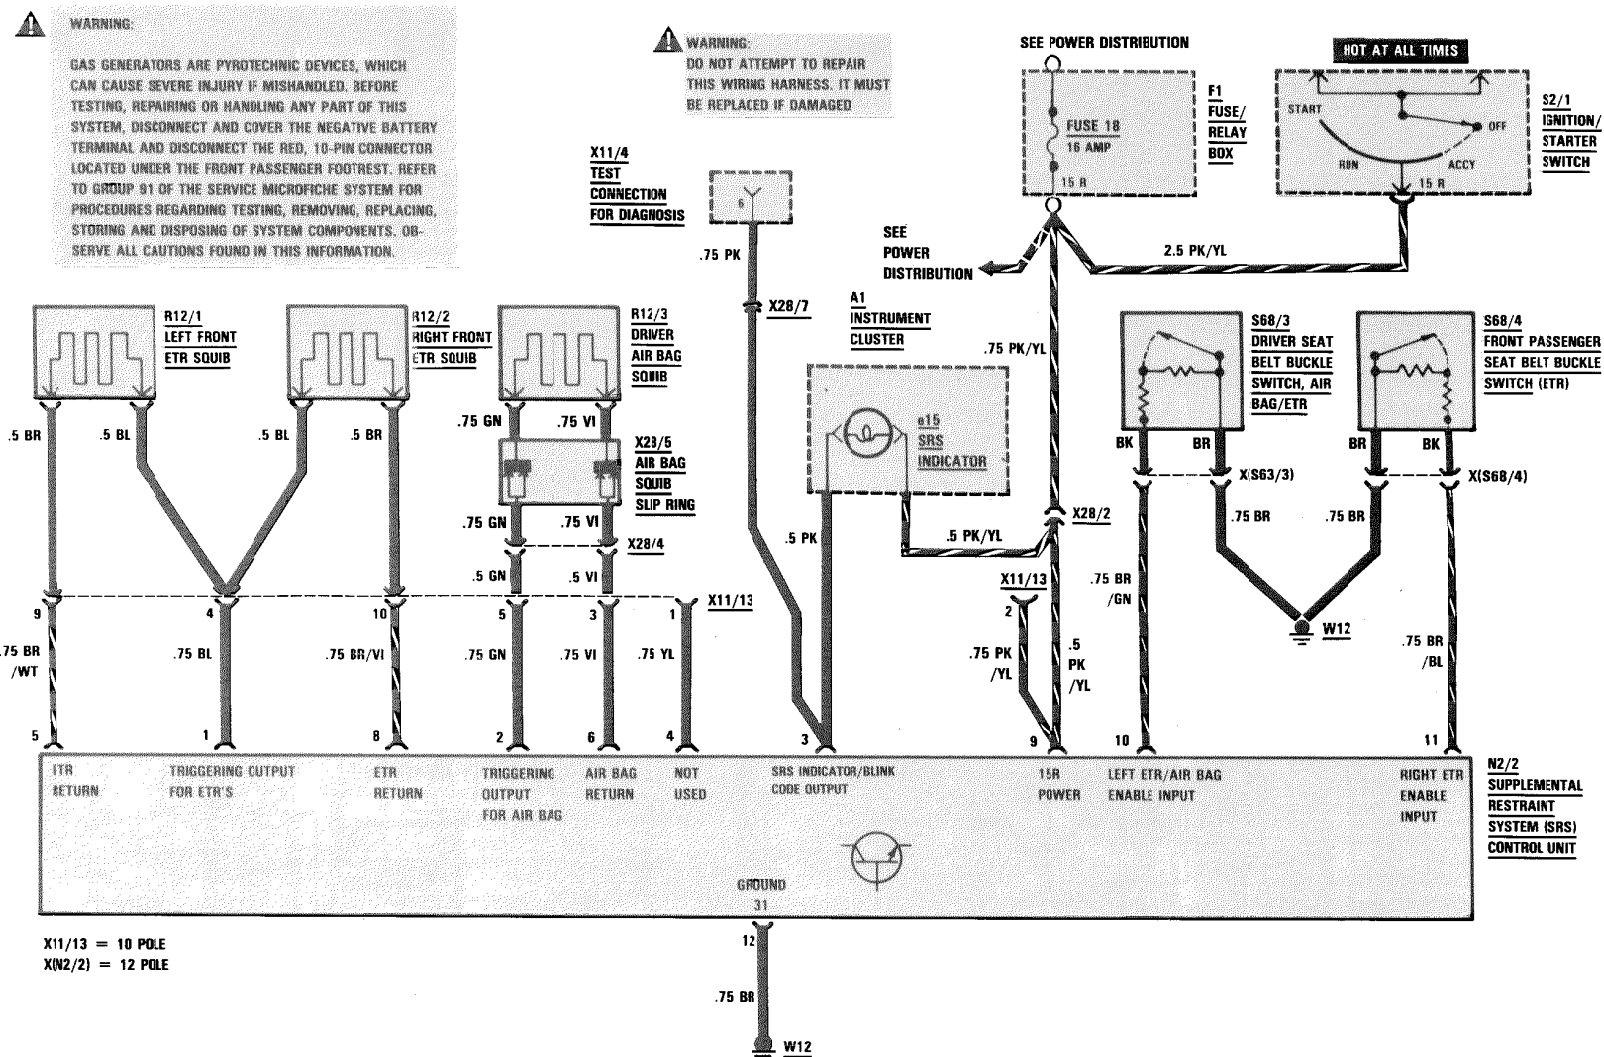 WARNING:
GAS GENERATORS ARE PYROTECHNIC DEVICES, WHICH
CAN CAUSE SEVERE INJURY IF MISHANDLED. BEFORE
TESTING, REPAIRING OR HANDLING ANY PART OF THIS
SYSTEM, DISCONNECT AND COVER THE NEGATIVE BATTERY
TERMINAL AND DISCONNECT THE RED, 10-PIN CONNECTOR
LOCATED UNDER THE FRONT PASSENGER FOOTREST. REFER
TO GROUP 91 OF THE SERVICE MICROFICHE SYSTEM FOR
PROCEDURES REGARDING TESTING, REMOVING, REPLACING,
STORING AND DISPOSING OF SYSTEM COMPONENTS. OB-
SERVE ALL CAUTIONS FOUND IN THIS INFORMATION.
WARNING:
DO NOT ATTEMPT TO REPAIR
THIS WIRING HARNESS. IT MUST
BE REPLACED IF DAMAGED
SEE POWER DISTRIBUTION
HOT AT ALL TIMES
F1
FUSE/
RELAY
BOX
FUSE 18
16 AMP
15 R
S2/1
IGNITION/
STARTER
SWITCH
START
OFF
RUN
ACCY
15 R
X11/4
TEST
CONNECTION
FOR DIAGNOSIS
6
.75 PK
SEE
POWER
DISTRIBUTION
2.5 PK/YL
X28/7
A1
INSTRUMENT
CLUSTER
.75 PK/YL
R12/1
LEFT FRONT
ETR SQUIB
R12/2
RIGHT FRONT
ETR SQUIB
R12/3
DRIVER
AIR BAG
SQUIB
S68/3
DRIVER SEAT
BELT BUCKLE
SWITCH, AIR
BAG/ETR
S68/4
FRONT PASSENGER
SEAT BELT BUCKLE
SWITCH (ETR)
.5 BR
.5 BL
.5 BL
.5 BR
.75 GN
.75 VI
X28/5
AIR BAG
SQUIB
SLIP RING
e15
SRS
INDICATOR
BK
BR
BR
BK
X(S63/3)
X(S68/4)
.75 GN
.75 VI
X28/4
.5 PK
.5 PK/YL
X28/2
.75 BR
.75 BR
.5 GN
.5 VI
X11/13
X11/13
.75 BR
/GN
9
4
10
5
3
1
2
W12
.75 BR
/WT
.75 BL
.75 BR/VI
.75 GN
.75 VI
.75 YL
.75 PK
/YL
.5
PK
/YL
.75 BR
/BL
5
1
8
2
6
4
3
9
10
11
ETR
RETURN
TRIGGERING OUTPUT
FOR ETR'S
ETR
RETURN
TRIGGERING
OUTPUT
FOR AIR BAG
AIR BAG
RETURN
NOT
USED
SRS INDICATOR/BLINK
CODE OUTPUT
15R
POWER
LEFT ETR/AIR BAG
ENABLE INPUT
RIGHT ETR
ENABLE
INPUT
N2/2
SUPPLEMENTAL
RESTRAINT
SYSTEM (SRS)
CONTROL UNIT
GROUND
31
X11/13 = 10 POLE
X(N2/2) = 12 POLE
12
.75 BR
W12